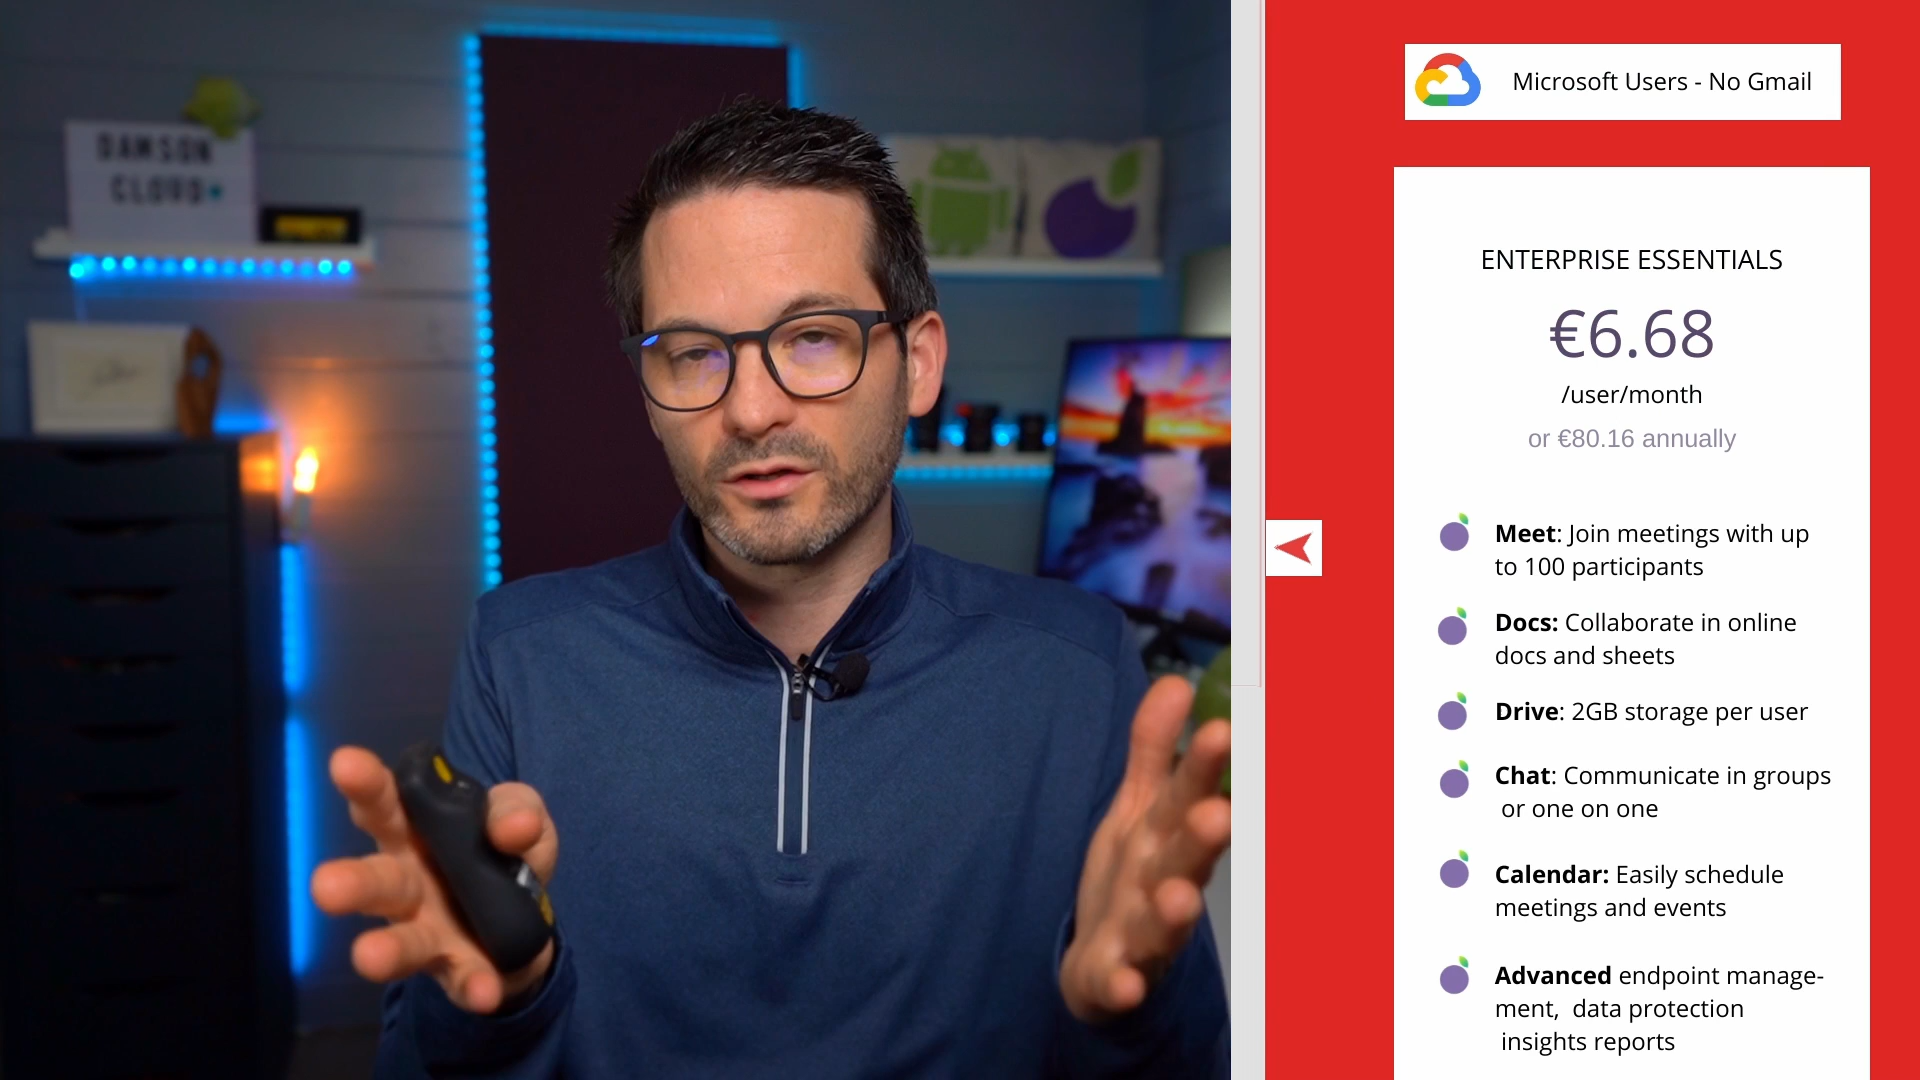 DAMSON
CLOUD
Microsoft Users - No Gmail
ENTERPRISE ESSENTIALS
€6.68
/user/month
or €80.16 annually
Meet: Join meetings with up
to 100 participants
Docs: Collaborate in online
docs and sheets
Drive: 2GB storage per user
Chat: Communicate in groups
or one on one
Calendar: Easily schedule
meetings and events
Advanced endpoint manage-
ment, data protection
insights reports